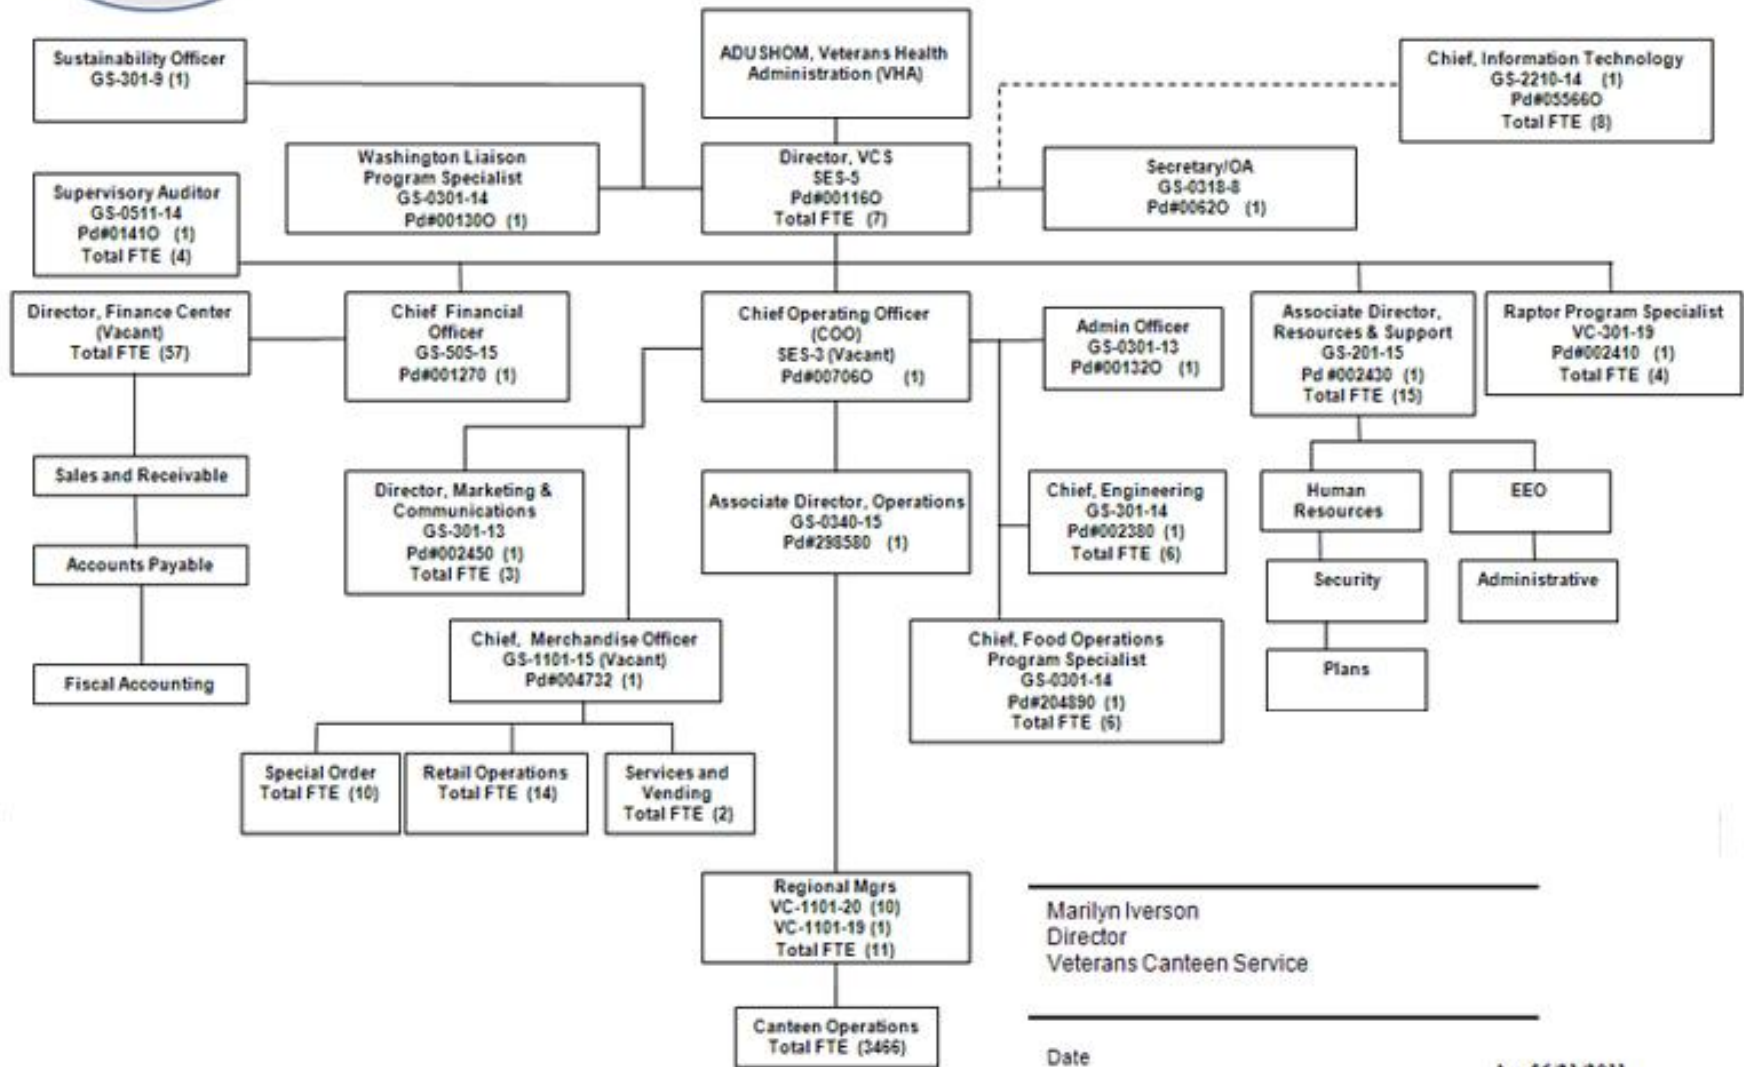 ADUSHOM, Veterans Health
Administration (VHA)
Sustainability Officer
GS-301-9 (1)
Chief, Information Technology
GS-2210-14 (1)
Pd#05566O
Total FTE (8)
Washington Liaison
Program Specialist
GS-0301-14
Pd#00130O (1)
Director, VCS
SES-5
Pd#00116O
Total FTE (7)
Secretary/OA
GS-0318-8
Pd#0062O (1)
Supervisory Auditor
GS-0511-14
Pd#0141O (1)
Total FTE (4)
Director, Finance Center
(Vacant)
Total FTE (57)
Chief Financial
Officer
GS-505-15
Pd#001270 (1)
Chief Operating Officer
(COO)
SES-3 (Vacant)
Pd#00706O (1)
Admin Officer
GS-0301-13
Pd#00132O (1)
Associate Director,
Resources & Support
GS-201-15
Pd #002430 (1)
Total FTE (15)
Raptor Program Specialist
VC-301-19
Pd#002410 (1)
Total FTE (4)
Sales and Receivable
Accounts Payable
Fiscal Accounting
Director, Marketing &
Communications
GS-301-13
Pd#002450 (1)
Total FTE (3)
Associate Director, Operations
GS-0340-15
Pd#298580 (1)
Chief, Engineering
GS-301-14
Pd#002380 (1)
Total FTE (6)
Human
Resources
EEO
Security
Administrative
Plans
Chief, Merchandise Officer
GS-1101-15 (Vacant)
Pd#004732 (1)
Chief, Food Operations
Program Specialist
GS-0301-14
Pd#204890 (1)
Total FTE (6)
Special Order
Total FTE (10)
Retail Operations
Total FTE (14)
Services and
Vending
Total FTE (2)
Regional Mgrs
VC-1101-20 (10)
VC-1101-19 (1)
Total FTE (11)
Canteen Operations
Total FTE (3466)
Marilyn Iverson
Director
Veterans Canteen Service
Date